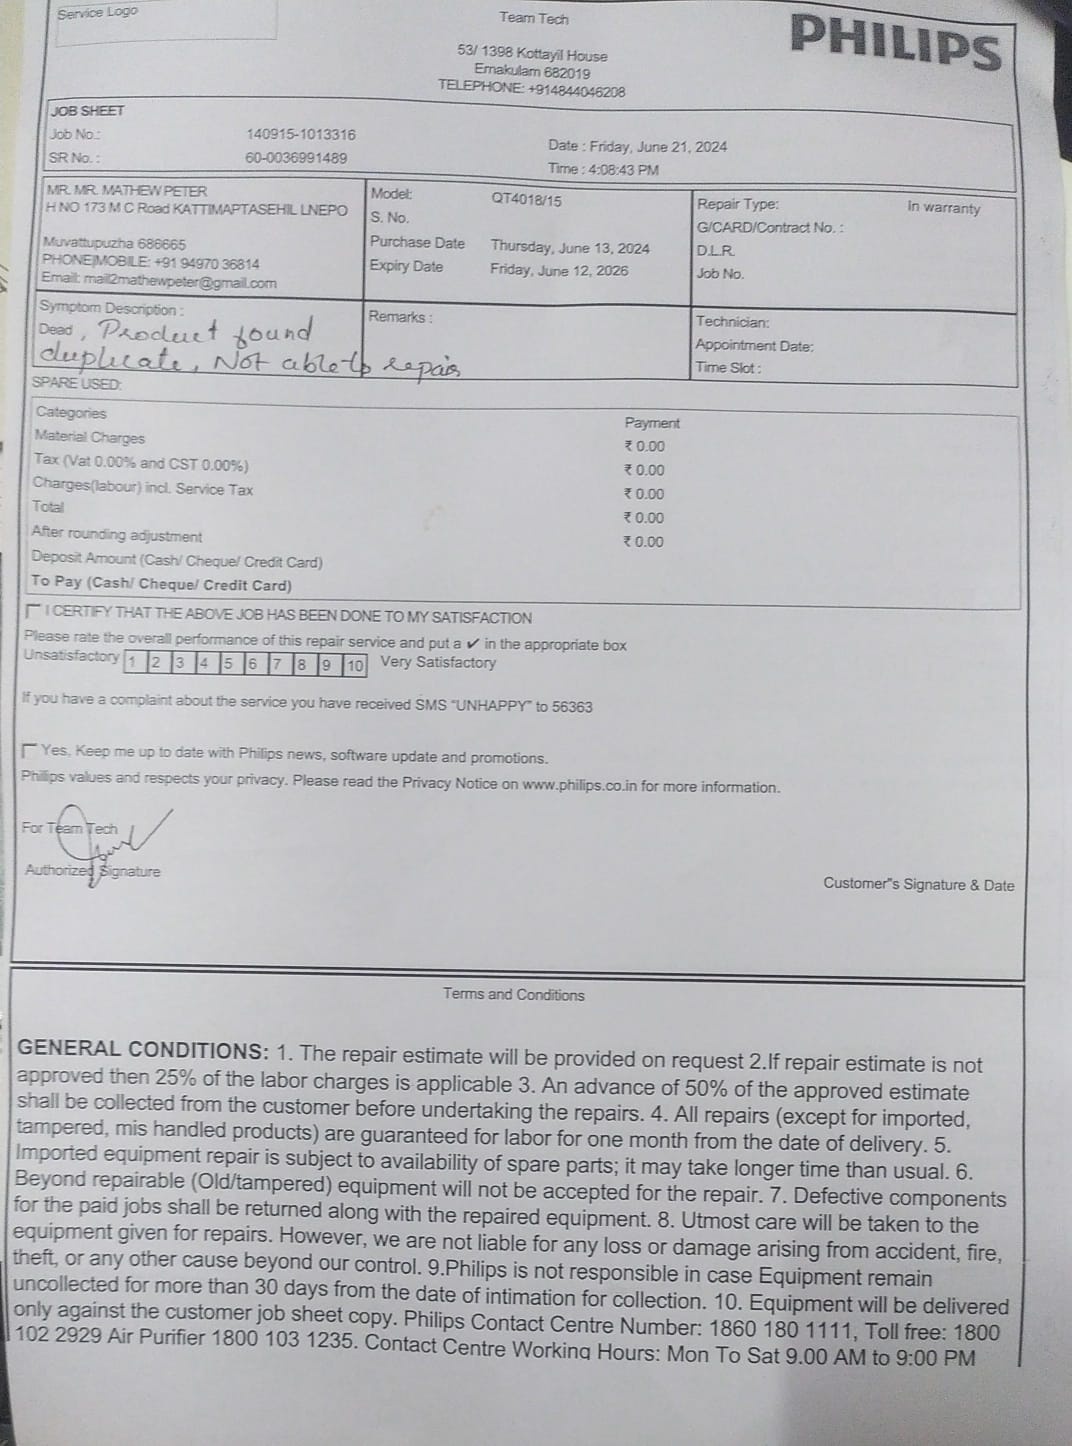 Service Logo
Team Tech
PHILIPS
53/ 1398 Kottayil House
Ernakulam 682019
TELEPHONE: +914844046208
JOB SHEET
Job No.: 140915-1013316
Date : Friday, June 21, 2024
SR No. : 60-0036991489
Time : 4:08:43 PM
MR. MR. MATHEW PETER
H NO 173 M C Road KATTIMAPTASEHIL LNEPO
Muvattupuzha 686665
PHONE|MOBILE: +91 94970 36814
Email: mail2mathewpeter@gmail.com
Model: QT4018/15
S. No.
Purchase Date Thursday, June 13, 2024
Expiry Date Friday, June 12, 2026
Repair Type: In warranty
G/CARD/Contract No. :
D.L.R.
Job No.
Symptom Description :
Dead , Product found
duplicate, Not able to repair
Remarks :
Technician:
Appointment Date:
Time Slot :
SPARE USED:
Categories Payment
Material Charges ₹ 0.00
Tax (Vat 0.00% and CST 0.00%) ₹ 0.00
Charges(labour) incl. Service Tax ₹ 0.00
Total ₹ 0.00
After rounding adjustment ₹ 0.00
Deposit Amount (Cash/ Cheque/ Credit Card)
To Pay (Cash/ Cheque/ Credit Card)
I CERTIFY THAT THE ABOVE JOB HAS BEEN DONE TO MY SATISFACTION
Please rate the overall performance of this repair service and put a ✓ in the appropriate box
Unsatisfactory 1 2 3 4 5 6 7 8 9 10 Very Satisfactory
If you have a complaint about the service you have received SMS "UNHAPPY" to 56363
Yes, Keep me up to date with Philips news, software update and promotions.
Philips values and respects your privacy. Please read the Privacy Notice on www.philips.co.in for more information.
For Team Tech
Authorized Signature
Customer"s Signature & Date
Terms and Conditions
GENERAL CONDITIONS: 1. The repair estimate will be provided on request 2.If repair estimate is not
approved then 25% of the labor charges is applicable 3. An advance of 50% of the approved estimate
shall be collected from the customer before undertaking the repairs. 4. All repairs (except for imported,
tampered, mis handled products) are guaranteed for labor for one month from the date of delivery. 5.
Imported equipment repair is subject to availability of spare parts; it may take longer time than usual. 6.
Beyond repairable (Old/tampered) equipment will not be accepted for the repair. 7. Defective components
for the paid jobs shall be returned along with the repaired equipment. 8. Utmost care will be taken to the
equipment given for repairs. However, we are not liable for any loss or damage arising from accident, fire,
theft, or any other cause beyond our control. 9.Philips is not responsible in case Equipment remain
uncollected for more than 30 days from the date of intimation for collection. 10. Equipment will be delivered
only against the customer job sheet copy. Philips Contact Centre Number: 1860 180 1111, Toll free: 1800
102 2929 Air Purifier 1800 103 1235. Contact Centre Working Hours: Mon To Sat 9.00 AM to 9:00 PM